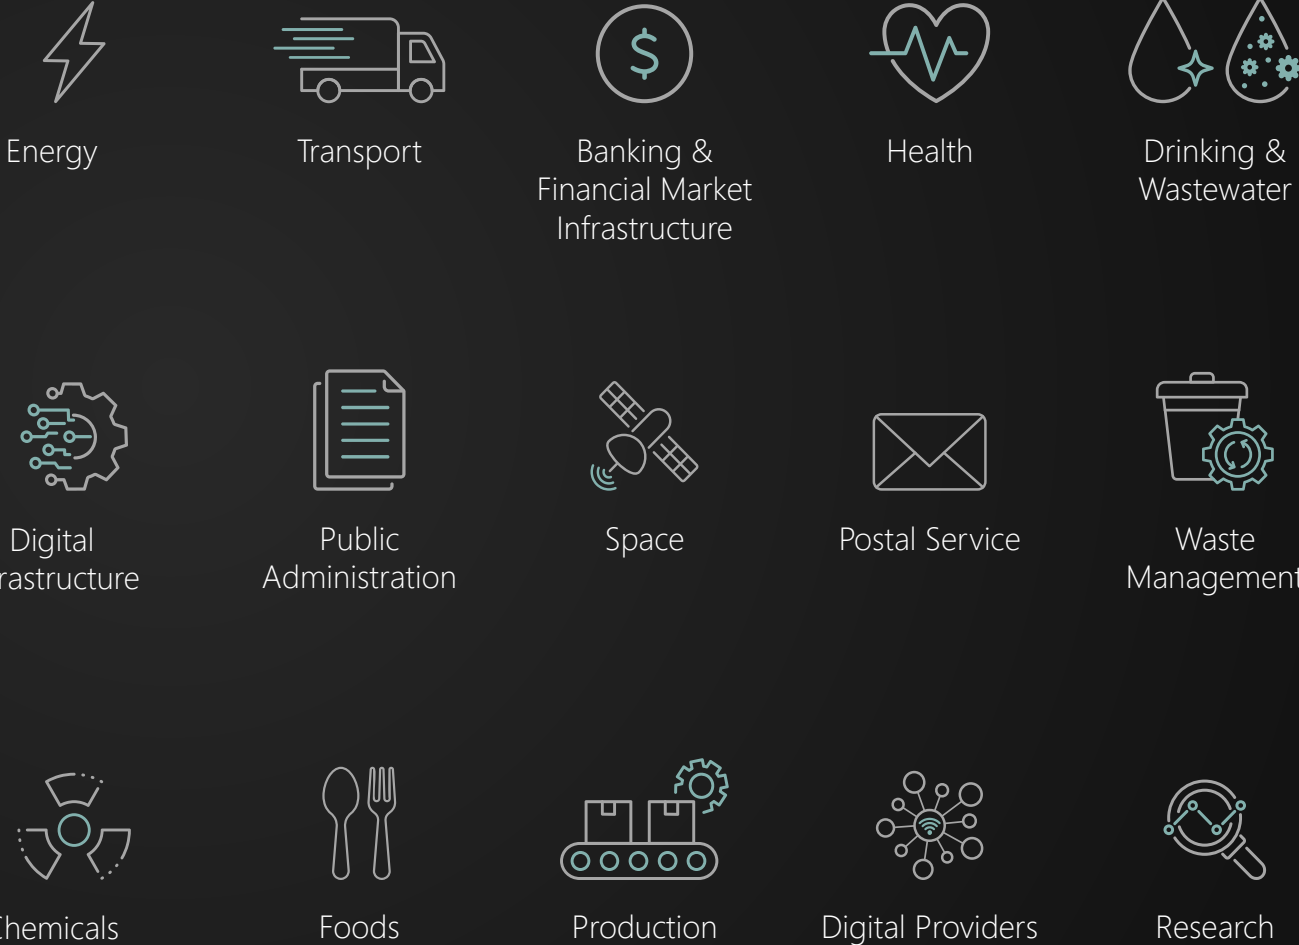 Energy
Transport
Banking &
Financial Market
Infrastructure
Health
Drinking &
Wastewater
Digital
rastructure
Public
Administration
Space
Postal Service
Waste
Management
Chemicals
Foods
Production
Digital Providers
Research